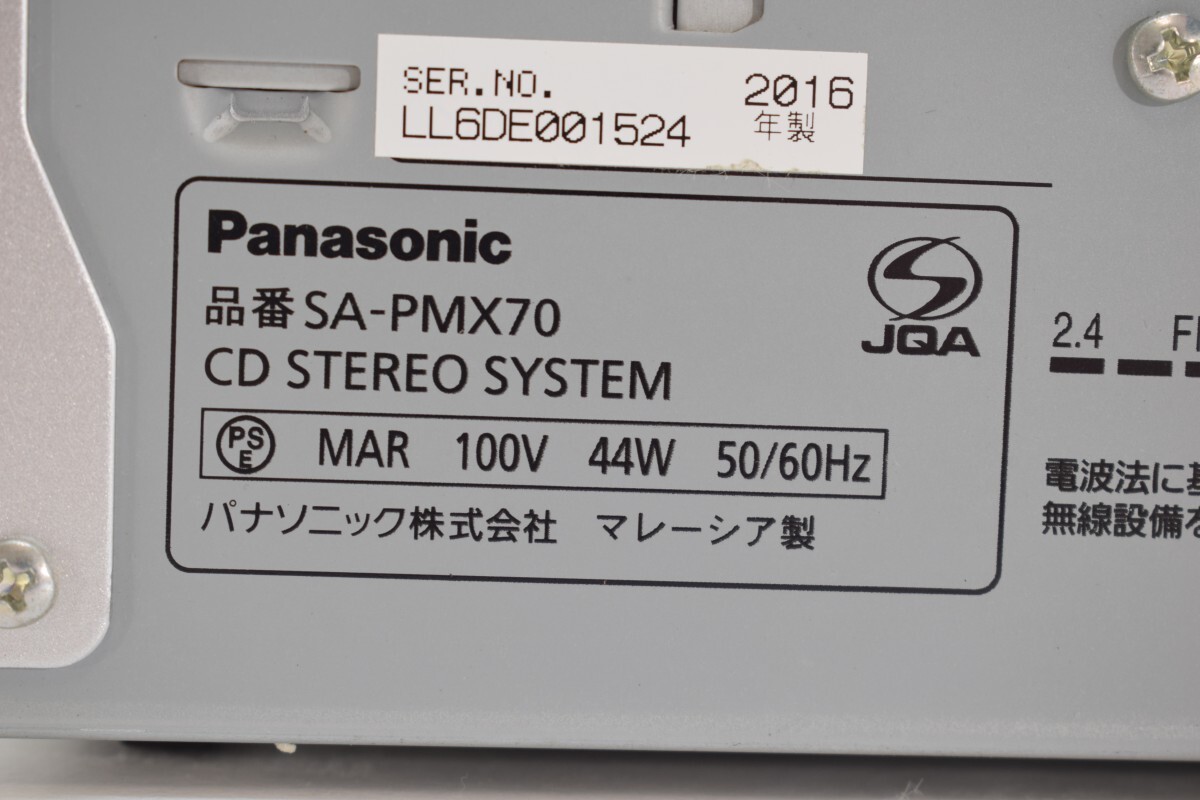 SER.NO.
LL6DE001524
2016
年製
Panasonic
品番 SA-PMX70
CD STEREO SYSTEM
JQA
PSE MAR 100V 44W 50/60Hz
パナソニック株式会社 マレーシア製
2.4
電波法に
無線設備を